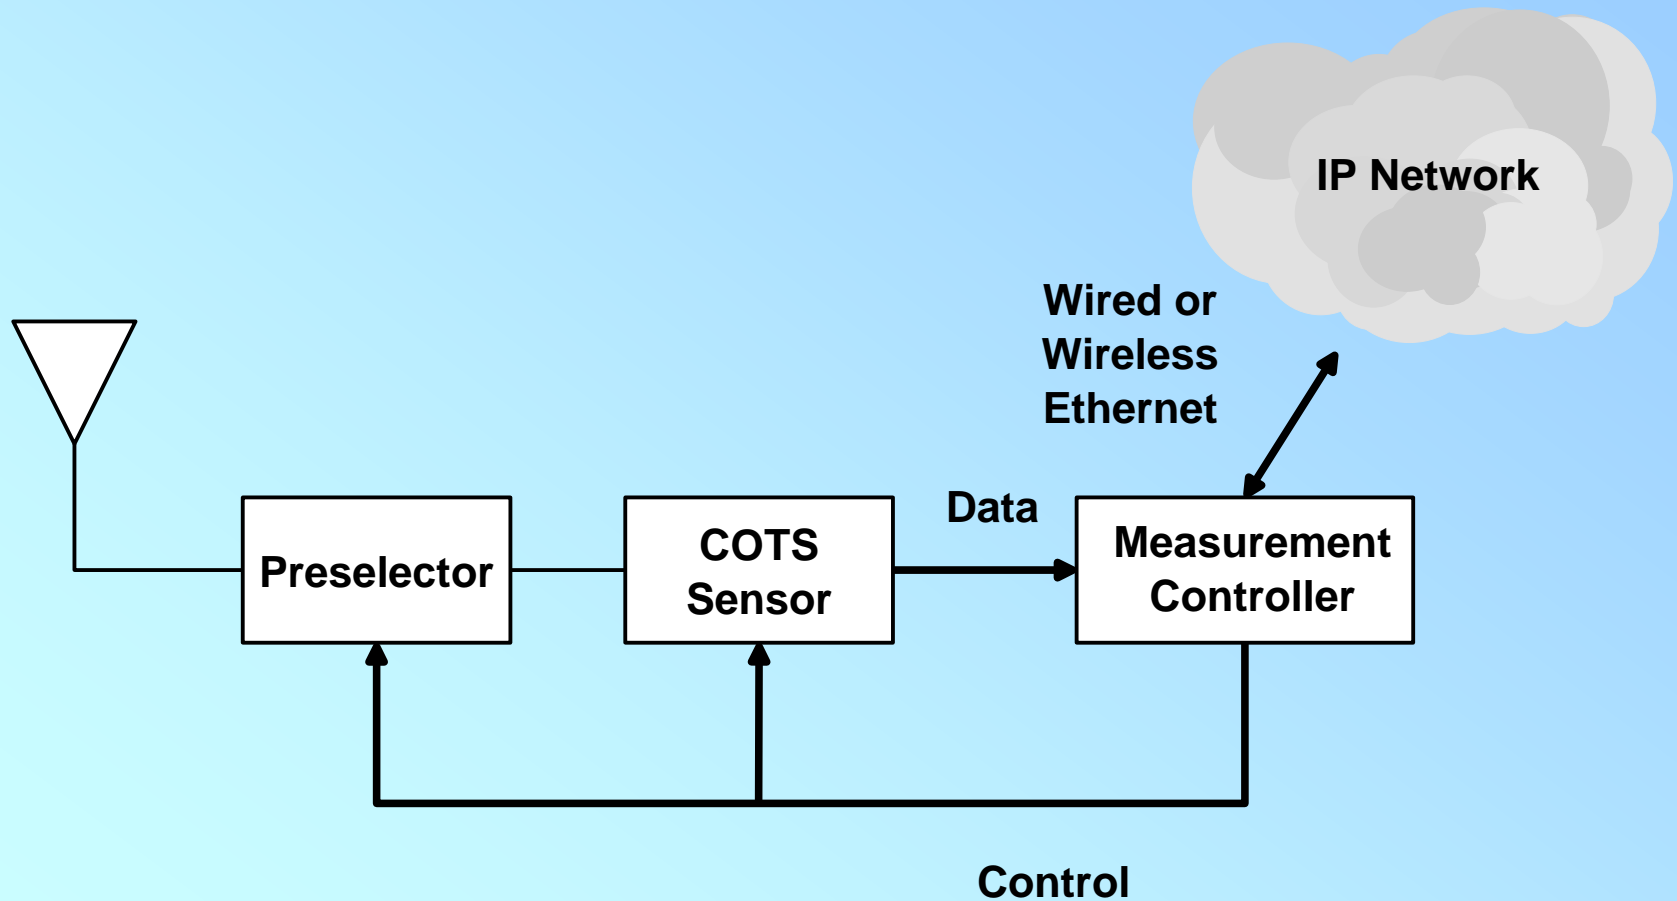 IP Network
Wired or
Wireless
Ethernet
Data
Preselector
COTS
Sensor
Measurement
Controller
Control